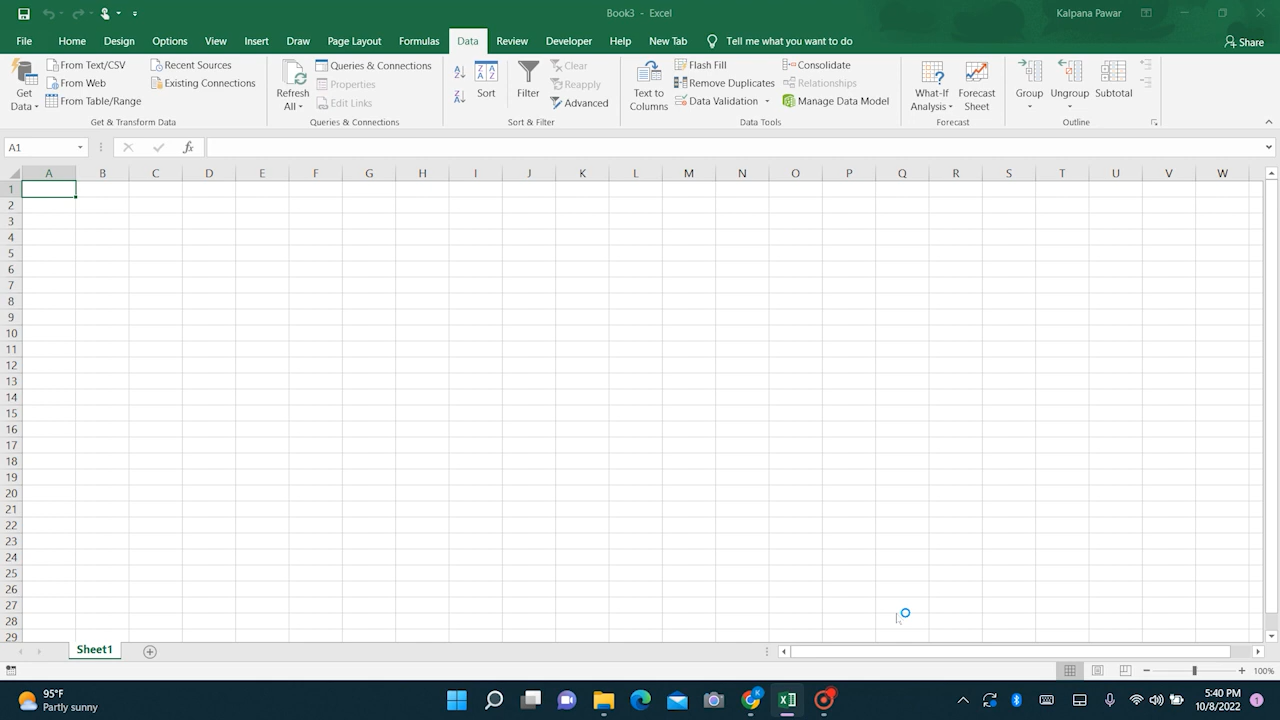 Book3 - Excel
Kalpana Pawar
File Home Design Options View Insert Draw Page Layout Formulas Data Review Developer Help New Tab Tell me what you want to do Share
Get Data
From Text/CSV
From Web
From Table/Range
Recent Sources
Existing Connections
Get & Transform Data
Refresh All
Queries & Connections
Properties
Edit Links
Queries & Connections
Sort
Filter
Clear
Reapply
Advanced
Sort & Filter
Text to Columns
Flash Fill
Remove Duplicates
Data Validation
Consolidate
Relationships
Manage Data Model
Data Tools
What-If Analysis
Forecast Sheet
Forecast
Group
Ungroup
Subtotal
Outline
A1
fx
A B C D E F G H I J K L M N O P Q R S T U V W
1
2
3
4
5
6
7
8
9
10
11
12
13
14
15
16
17
18
19
20
21
22
23
24
25
26
27
28
29
Sheet1
100%
95°F
Partly sunny
5:40 PM
10/8/2022
1